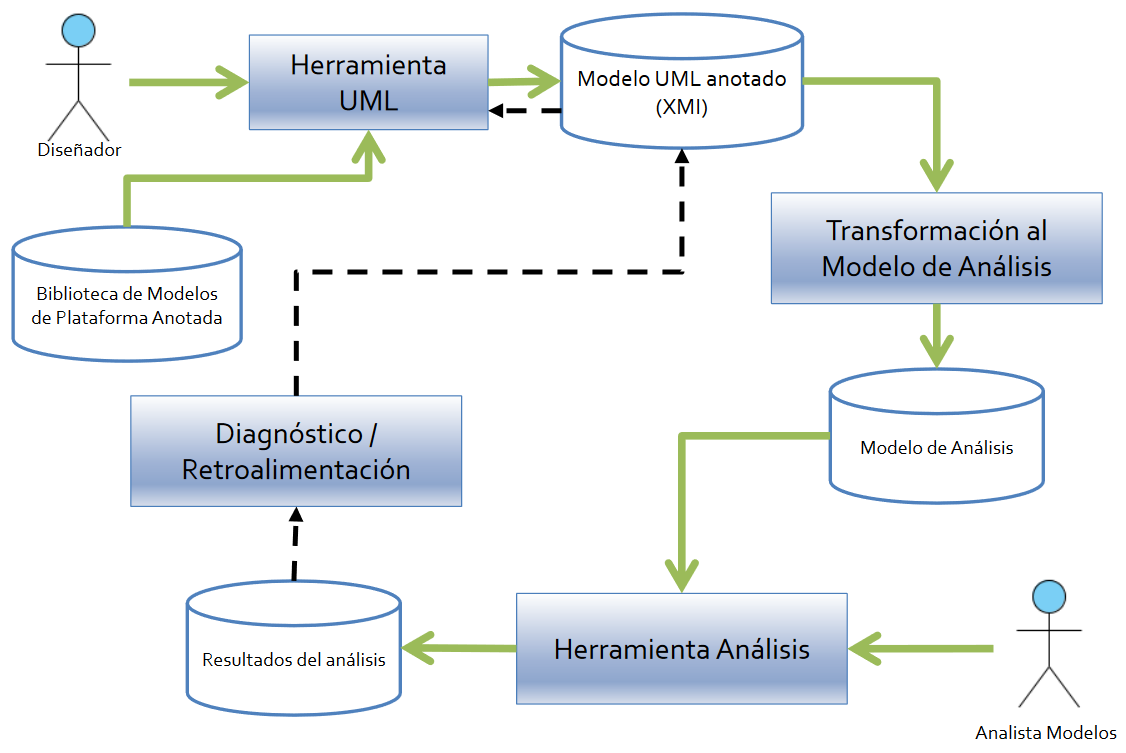 Herramienta
UML
Modelo UML anotado
(XMI)
Diseñador
Transformación al
Modelo de Análisis
Biblioteca de Modelos
de Plataforma Anotada
Diagnóstico /
Retroalimentación
Modelo de Análisis
Resultados del análisis
Herramienta Análisis
Analista Modelos